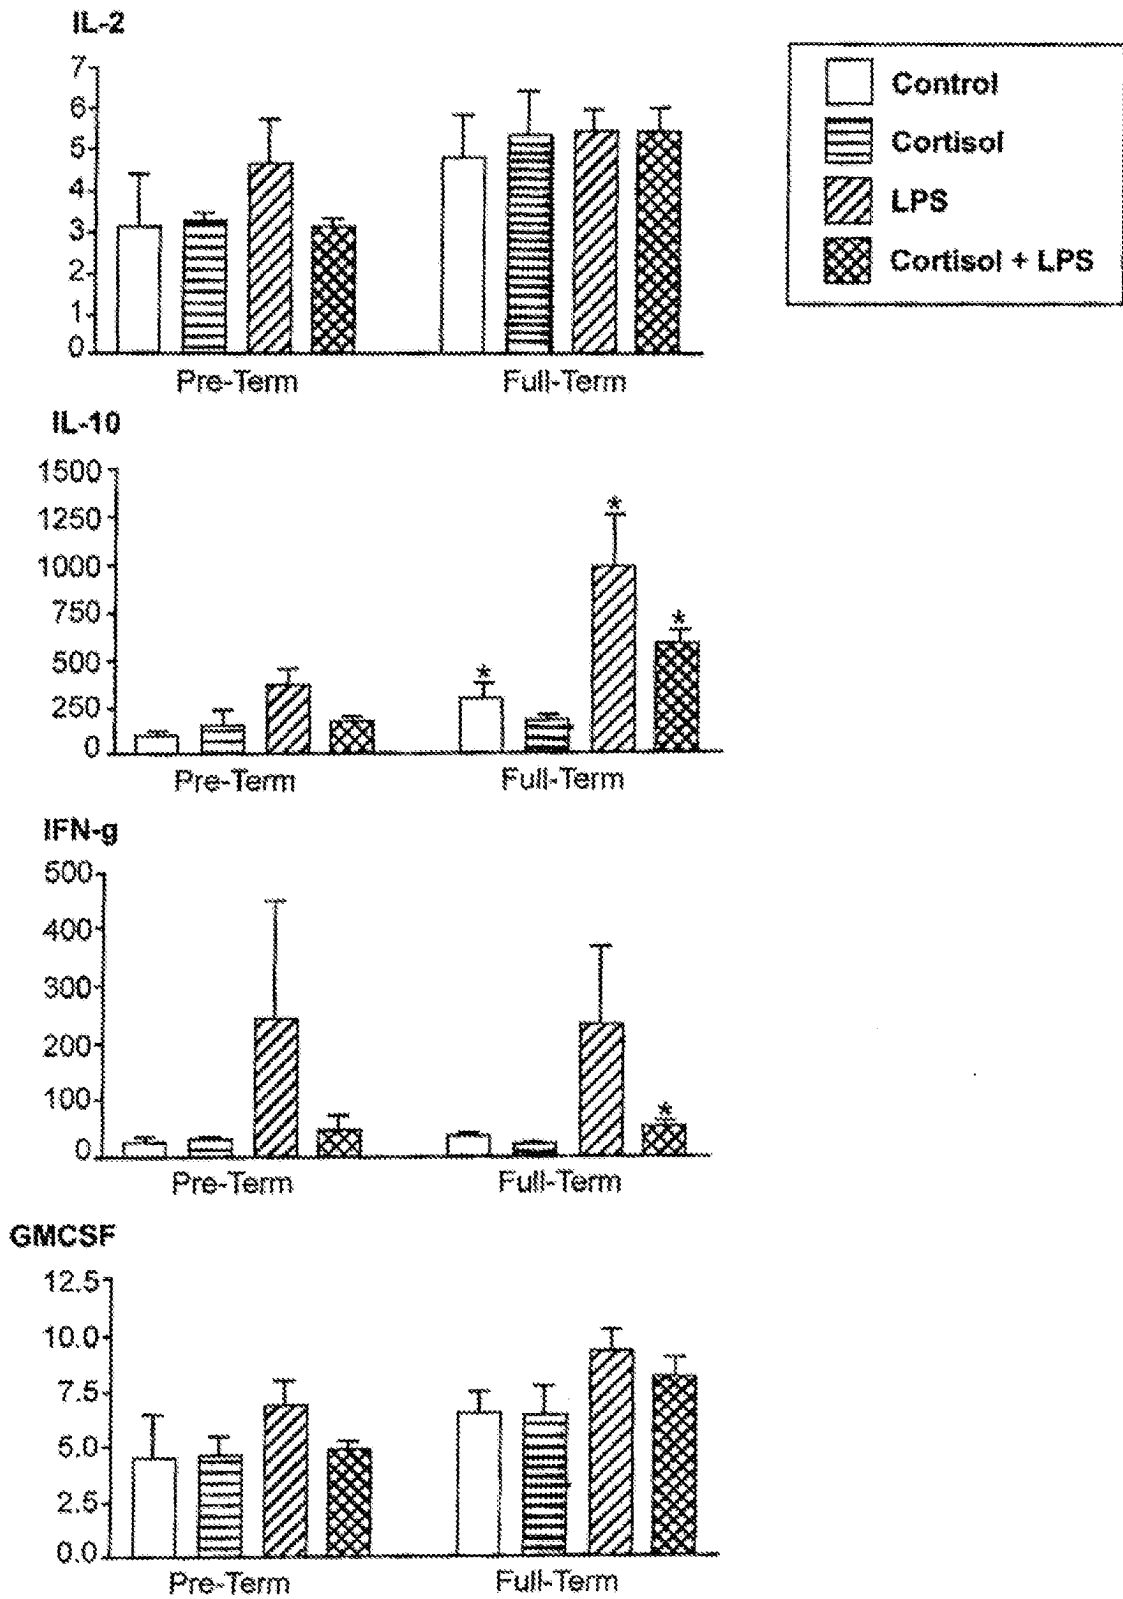 IL-2
7
6
5
4
3
2
1
0
Pre-Term
Full-Term
Control
Cortisol
LPS
Cortisol + LPS
IL-10
1500
1250
1000
750
500
250
0
*
*
*
Pre-Term
Full-Term
IFN-g
500
400
300
200
100
0
*
Pre-Term
Full-Term
GMCSF
12.5
10.0
7.5
5.0
2.5
0.0
Pre-Term
Full-Term